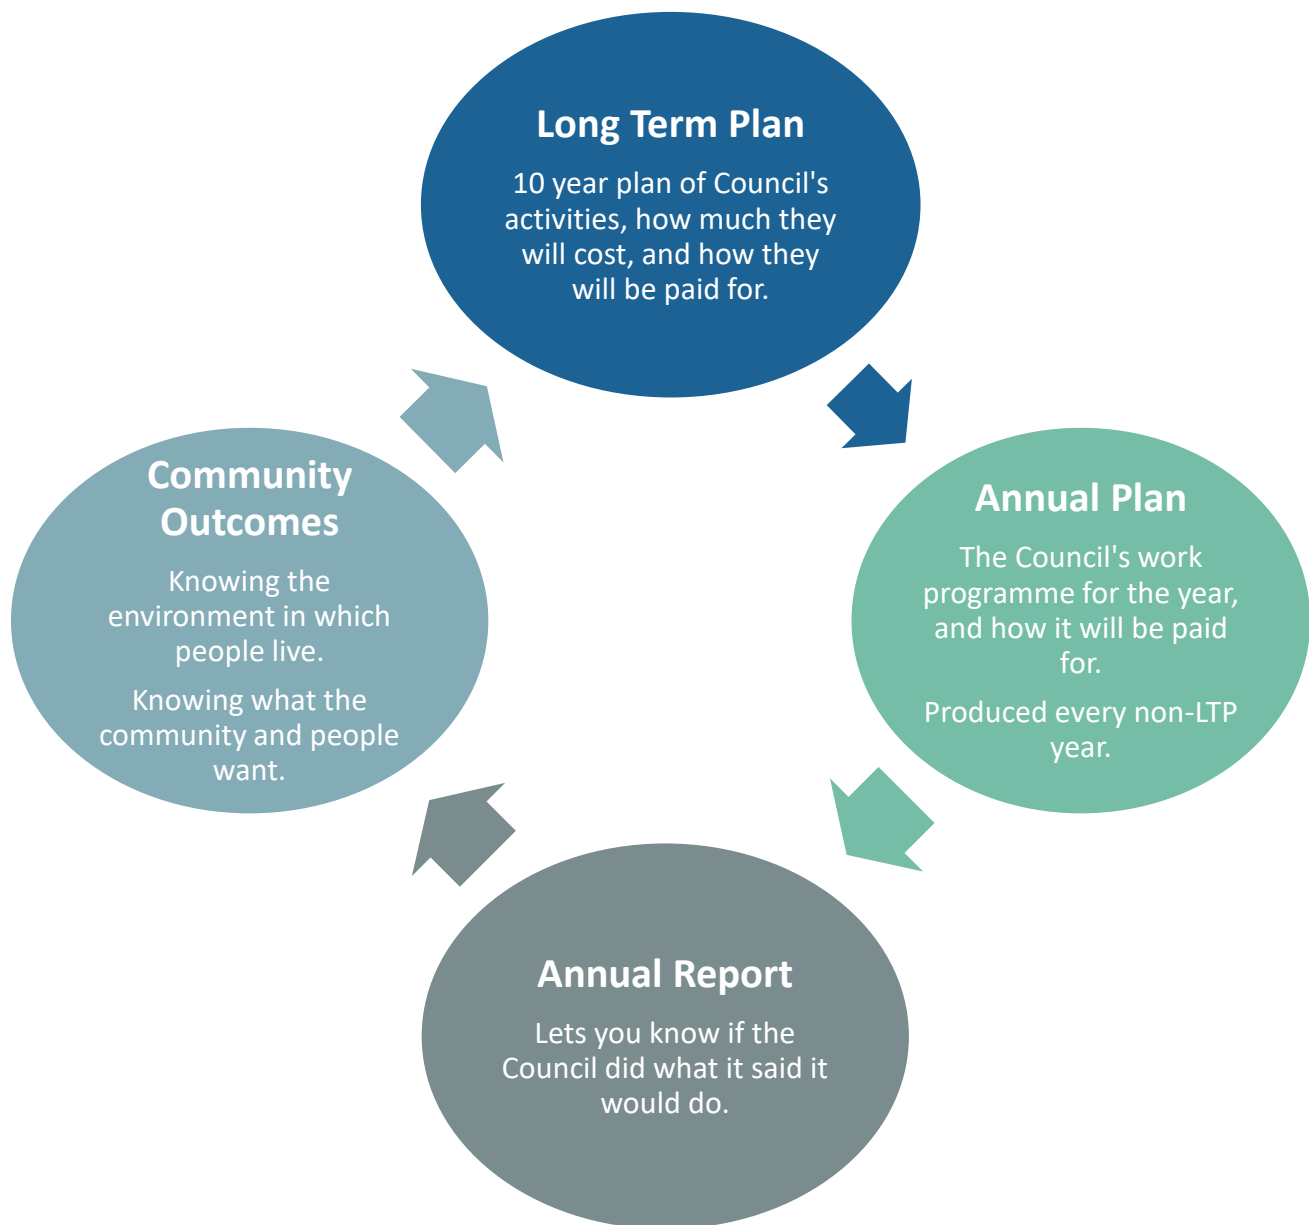 Long Term Plan
10 year plan of Council's
activities, how much they
will cost, and how they
will be paid for.
Annual Plan
The Council's work
programme for the year,
and how it will be paid
for.
Produced every non-LTP
year.
Annual Report
Lets you know if the
Council did what it said it
would do.
Community
Outcomes
Knowing the
environment in which
people live.
Knowing what the
community and people
want.